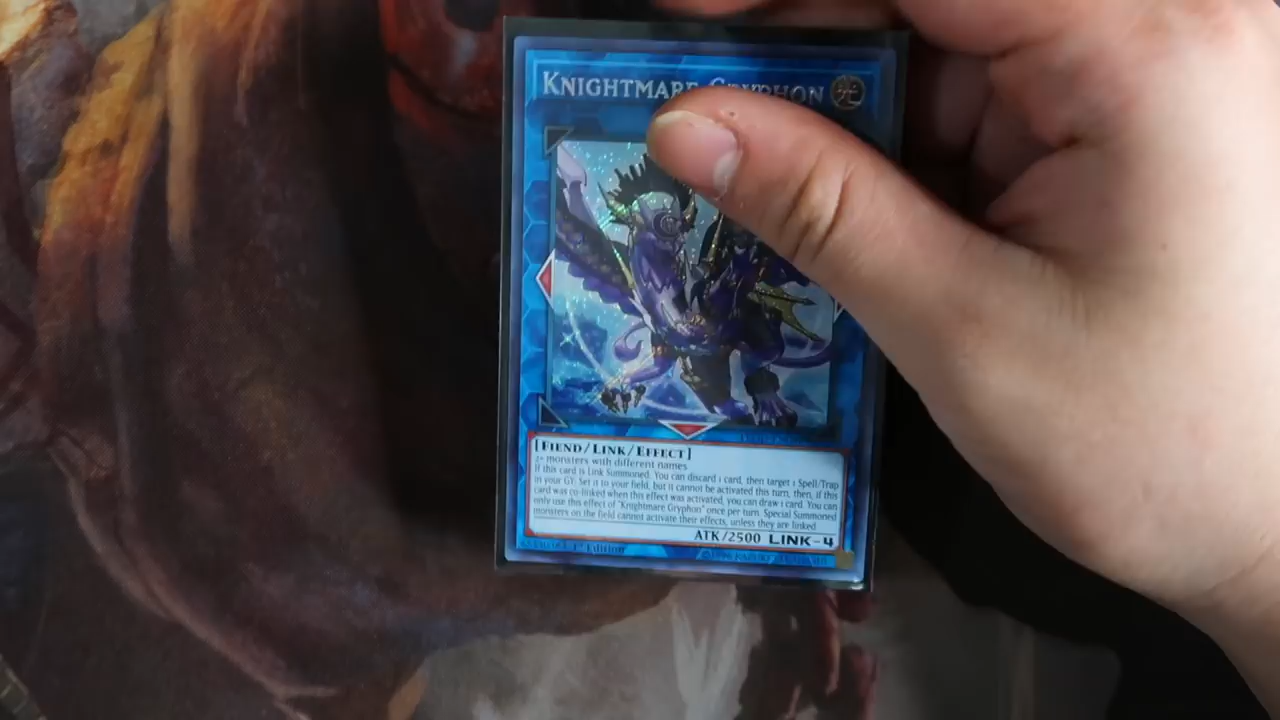 KNIGHTMARE GRYPHON
光
[FIEND/LINK/EFFECT]
2+ monsters with different names
If this card is Link Summoned: You can discard 1 card, then target 1 Spell/Trap
in your GY; Set it to your field, but it cannot be activated this turn, then, if this
card was co-linked when this effect was activated, you can draw 1 card. You can
only use this effect of "Knightmare Gryphon" once per turn. Special Summoned
monsters on the field cannot activate their effects, unless they are linked.
ATK/2500 LINK-4
1st Edition